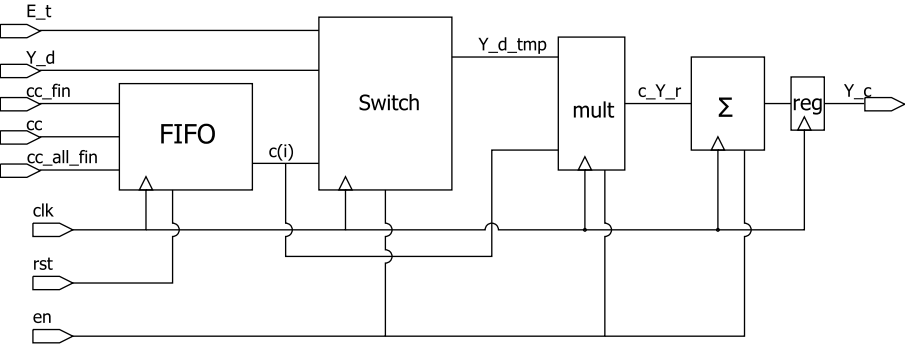 E_t
Y_d
cc_fin
cc
cc_all_fin
clk
rst
en
FIFO
c(i)
Switch
Y_d_tmp
mult
c_Y_r
Σ
reg
Y_c